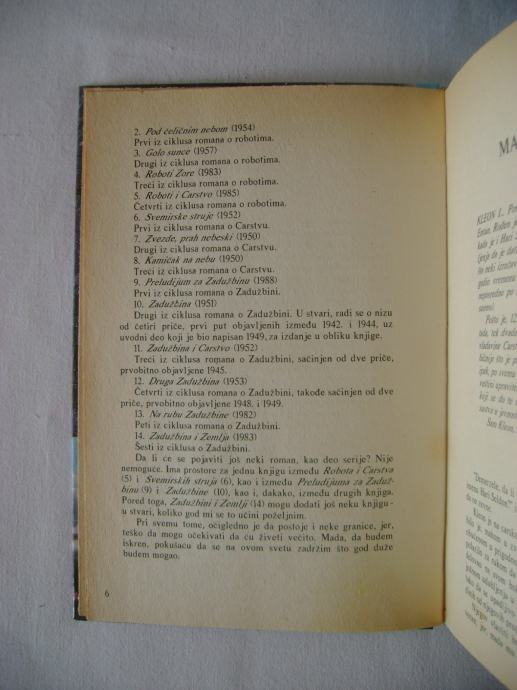 2. Pod čeličnim nebom (1954)
Prvi iz ciklusa romana o robotima.
3. Golo sunce (1957)
Drugi iz ciklusa romana o robotima.
4. Roboti Zore (1983)
Treći iz ciklusa romana o robotima.
5. Roboti i Carstvo (1985)
Četvrti iz ciklusa romana o robotima.
6. Svemirske struje (1952)
Prvi iz ciklusa romana o Carstvu.
7. Zvezde, prah nebeski (1950)
Drugi iz ciklusa romana o Carstvu.
8. Kamičak na nebu (1950)
Treći iz ciklusa romana o Carstvu.
9. Preludijum za Zadužbinu (1988)
Prvi iz ciklusa romana o Zadužbini.
10. Zadužbina (1951)
Drugi iz ciklusa romana o Zadužbini. U stvari, radi se o nizu
od četiri priče, prvi put objavljenih između 1942. i 1944, uz
uvodni deo koji je bio napisan 1949, za izdanje u obliku knjige.
11. Zadužbina i Carstvo (1952)
Treći iz ciklusa romana o Zadužbini, sačinjen od dve priče,
prvobitno objavljene 1945.
12. Druga Zadužbina (1953)
Četvrti iz ciklusa romana o Zadužbini, takođe sačinjen od dve
priče, prvobitno objavljene 1948. i 1949.
13. Na rubu Zadužbine (1982)
Peti iz ciklusa romana o Zadužbini.
14. Zadužbina i Zemlja (1983)
Šesti iz ciklusa romana o Zadužbini.
Da li će se pojaviti još neki roman, kao deo serije? Nije
nemoguće. Ima prostore za jednu knjigu između Robota i Carstva
(5) i Svemirskih struja (6), kao i između Preludijuma za Zaduž-
binu (9) i Zadužbine (10), kao i, dakako, između drugih knjiga.
Pored toga, Zadužbini i Zemlji (14) mogu dodati još neku knjigu-
u stvari, koliko god mi se to učini poželjnim.
Pri svemu tome, očigledno je da postoje i neke granice, jer,
teško da mogu očekivati da ću živeti večito. Mada, da budem
iskren, pokušaću da se na ovom svetu zadržim što god duže
budem mogao.
6
MA
KLEON I...
kada je i Hari